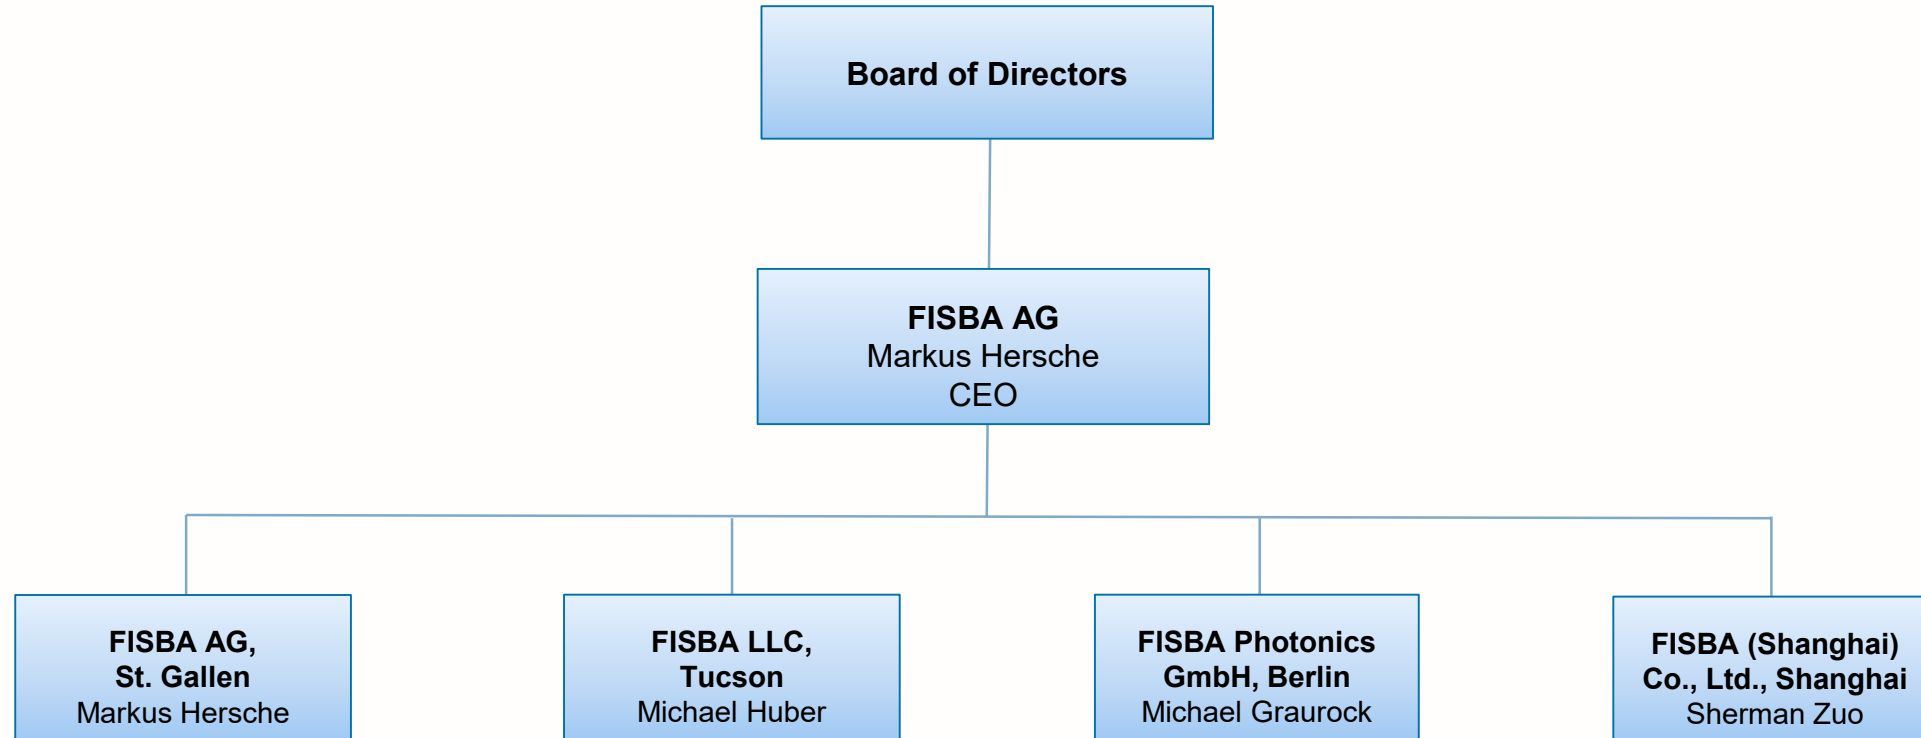 Board of Directors
FISBA AG
Markus Hersche
CEO
FISBA AG,
St. Gallen
Markus Hersche
FISBA LLC,
Tucson
Michael Huber
FISBA Photonics
GmbH, Berlin
Michael Graurock
FISBA (Shanghai)
Co., Ltd., Shanghai
Sherman Zuo